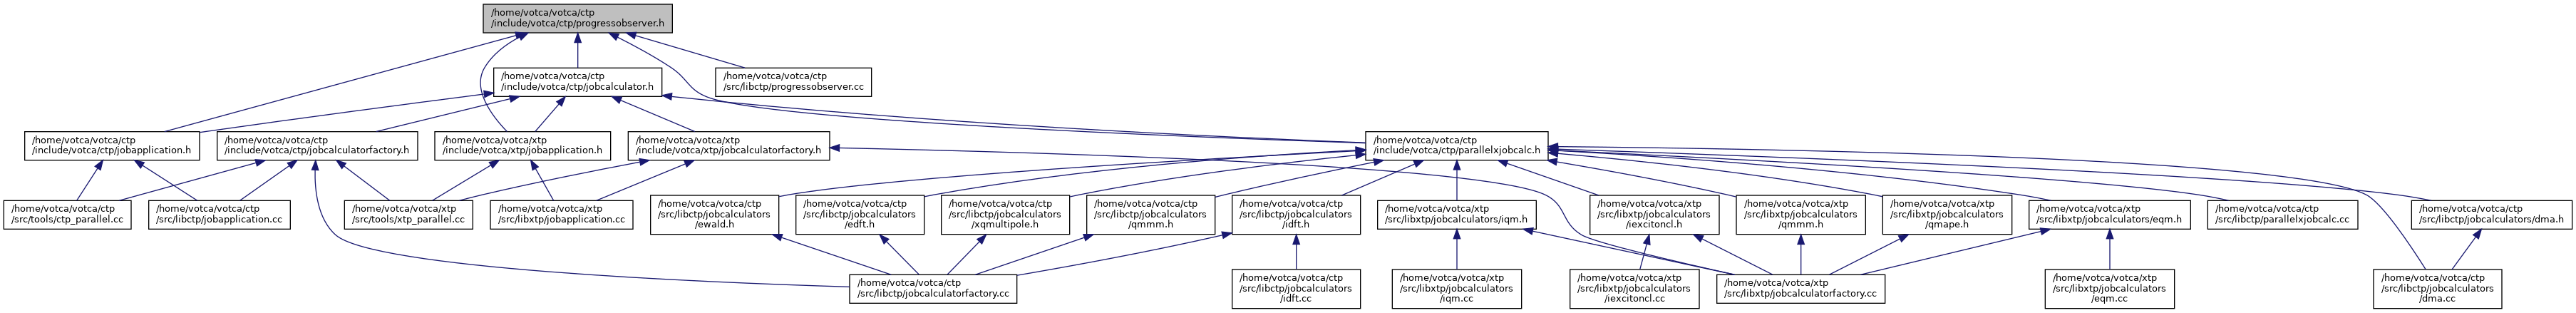 /home/votca/votca/ctp
/include/votca/ctp/progressobserver.h
/home/votca/votca/ctp
/include/votca/ctp/jobcalculator.h
/home/votca/votca/ctp
/src/libctp/progressobserver.cc
/home/votca/votca/ctp
/include/votca/ctp/jobapplication.h
/home/votca/votca/ctp
/include/votca/ctp/jobcalculatorfactory.h
/home/votca/votca/xtp
/include/votca/xtp/jobapplication.h
/home/votca/votca/xtp
/include/votca/xtp/jobcalculatorfactory.h
/home/votca/votca/ctp
/include/votca/ctp/parallelxjobcalc.h
/home/votca/votca/ctp
/src/tools/ctp_parallel.cc
/home/votca/votca/ctp
/src/libctp/jobapplication.cc
/home/votca/votca/xtp
/src/tools/xtp_parallel.cc
/home/votca/votca/xtp
/src/libxtp/jobapplication.cc
/home/votca/votca/ctp
/src/libctp/jobcalculators
/ewald.h
/home/votca/votca/ctp
/src/libctp/jobcalculators
/edft.h
/home/votca/votca/ctp
/src/libctp/jobcalculators
/xqmultipole.h
/home/votca/votca/ctp
/src/libctp/jobcalculators
/qmmm.h
/home/votca/votca/ctp
/src/libctp/jobcalculators
/idft.h
/home/votca/votca/xtp
/src/libxtp/jobcalculators/iqm.h
/home/votca/votca/xtp
/src/libxtp/jobcalculators
/iexcitoncl.h
/home/votca/votca/xtp
/src/libxtp/jobcalculators
/qmmm.h
/home/votca/votca/xtp
/src/libxtp/jobcalculators
/qmape.h
/home/votca/votca/xtp
/src/libxtp/jobcalculators/eqm.h
/home/votca/votca/ctp
/src/libctp/parallelxjobcalc.cc
/home/votca/votca/ctp
/src/libctp/jobcalculators/dma.h
/home/votca/votca/ctp
/src/libctp/jobcalculatorfactory.cc
/home/votca/votca/ctp
/src/libctp/jobcalculators
/idft.cc
/home/votca/votca/xtp
/src/libxtp/jobcalculators
/iqm.cc
/home/votca/votca/xtp
/src/libxtp/jobcalculators
/iexcitoncl.cc
/home/votca/votca/xtp
/src/libxtp/jobcalculatorfactory.cc
/home/votca/votca/xtp
/src/libxtp/jobcalculators
/eqm.cc
/home/votca/votca/ctp
/src/libctp/jobcalculators
/dma.cc